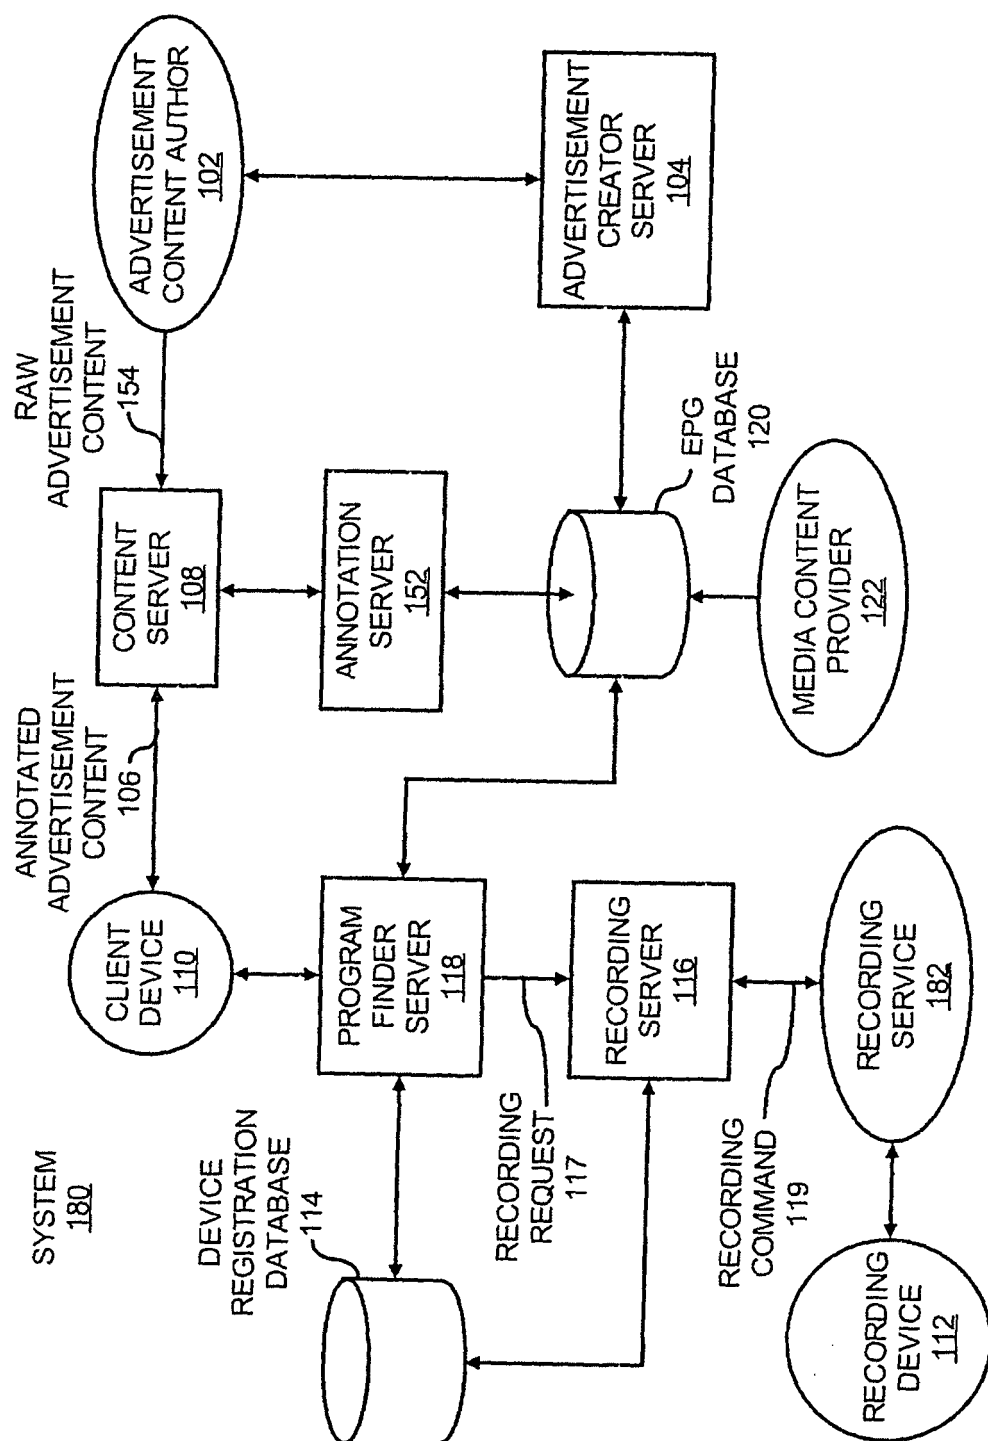 SYSTEM
180
CLIENT
DEVICE
110
ANNOTATED
ADVERTISEMENT
CONTENT
106
CONTENT
SERVER
108
RAW
ADVERTISEMENT
CONTENT
154
ADVERTISEMENT
CONTENT AUTHOR
102
DEVICE
REGISTRATION
DATABASE
114
PROGRAM
FINDER
SERVER
118
ANNOTATION
SERVER
152
RECORDING
REQUEST
117
RECORDING
SERVER
116
EPG
DATABASE
120
ADVERTISEMENT
CREATOR
SERVER
104
RECORDING
COMMAND
119
RECORDING
DEVICE
112
RECORDING
SERVICE
182
MEDIA CONTENT
PROVIDER
122